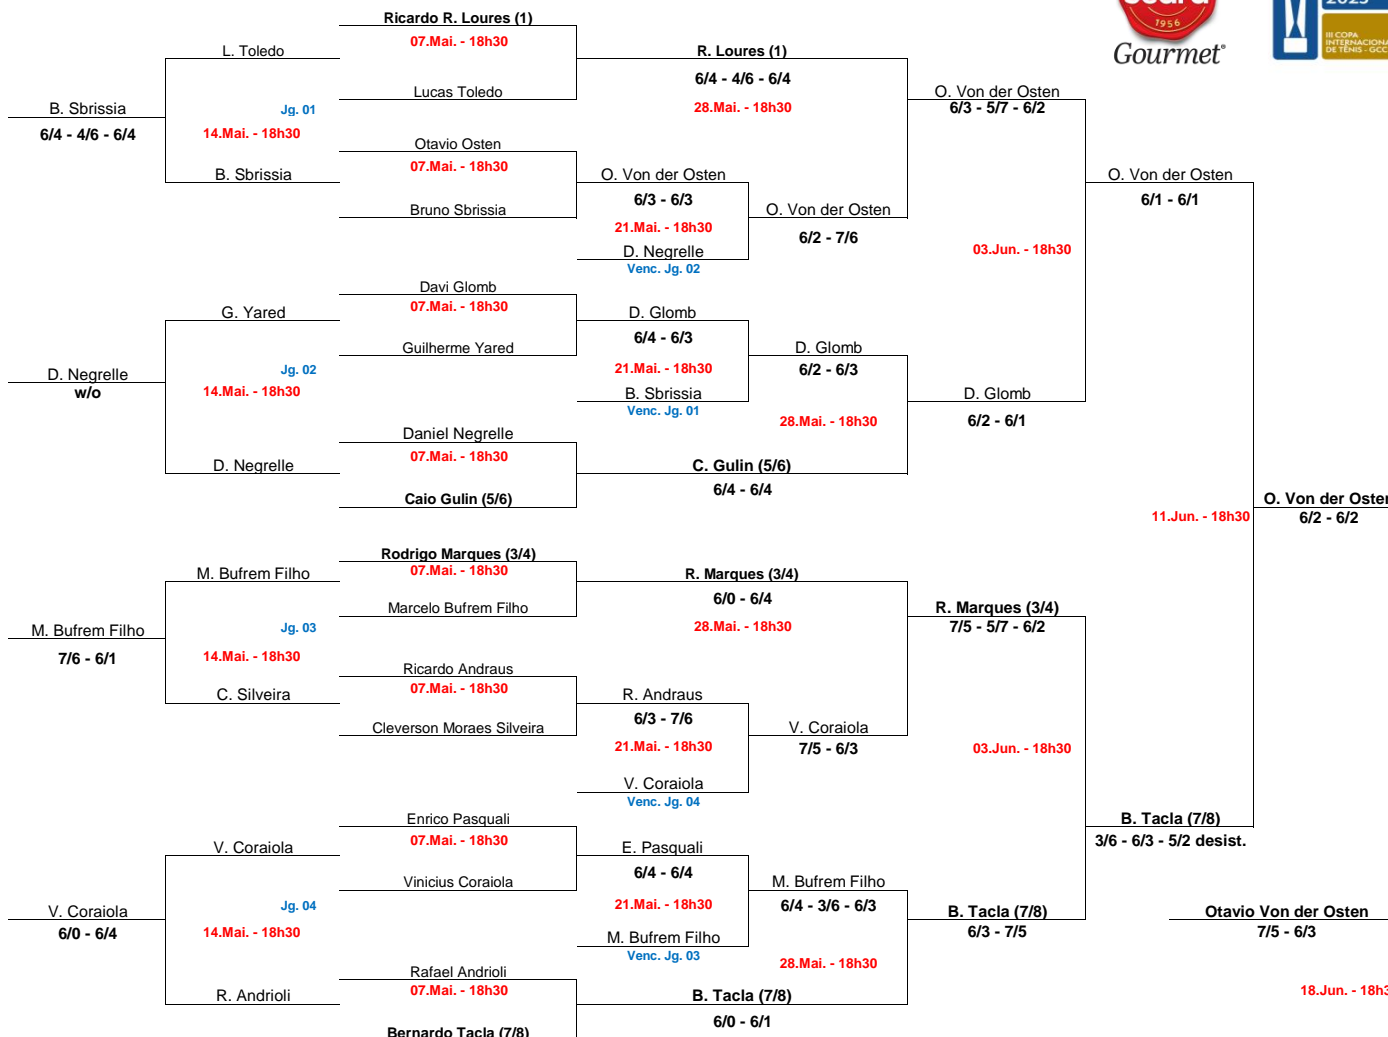 Ricardo R. Loures (1)
2023
1956
Gourmet
III COPA
INTERNACIONA
DE TÊNIS - GCC
07.Mai. - 18h30
L. Toledo
R. Loures (1)
6/4 - 4/6 - 6/4
Lucas Toledo
O. Von der Osten
B. Sbrissia
Jg. 01
28.Mai. - 18h30
6/3 - 5/7 - 6/2
6/4 - 4/6 - 6/4
14.Mai. - 18h30
Otavio Osten
07.Mai. - 18h30
B. Sbrissia
O. Von der Osten
O. Von der Osten
6/3 - 6/3
6/1 - 6/1
Bruno Sbrissia
O. Von der Osten
21.Mai. - 18h30
6/2 - 7/6
D. Negrelle
03.Jun. - 18h30
Venc. Jg. 02
Davi Glomb
07.Mai. - 18h30
G. Yared
D. Glomb
6/4 - 6/3
Guilherme Yared
D. Glomb
D. Negrelle
Jg. 02
21.Mai. - 18h30
6/2 - 6/3
w/o
14.Mai. - 18h30
B. Sbrissia
D. Glomb
Venc. Jg. 01
28.Mai. - 18h30
6/2 - 6/1
Daniel Negrelle
07.Mai. - 18h30
D. Negrelle
C. Gulin (5/6)
6/4 - 6/4
Caio Gulin (5/6)
O. Von der Osten
11.Jun. - 18h30
6/2 - 6/2
Rodrigo Marques (3/4)
07.Mai. - 18h30
M. Bufrem Filho
R. Marques (3/4)
6/0 - 6/4
Marcelo Bufrem Filho
R. Marques (3/4)
M. Bufrem Filho
Jg. 03
28.Mai. - 18h30
7/5 - 5/7 - 6/2
7/6 - 6/1
14.Mai. - 18h30
Ricardo Andraus
07.Mai. - 18h30
C. Silveira
R. Andraus
6/3 - 7/6
Cleverson Moraes Silveira
V. Coraiola
21.Mai. - 18h30
7/5 - 6/3
03.Jun. - 18h30
V. Coraiola
Venc. Jg. 04
Enrico Pasquali
B. Tacla (7/8)
07.Mai. - 18h30
3/6 - 6/3 - 5/2 desist.
V. Coraiola
E. Pasquali
6/4 - 6/4
Vinicius Coraiola
M. Bufrem Filho
V. Coraiola
Jg. 04
21.Mai. - 18h30
6/4 - 3/6 - 6/3
B. Tacla (7/8)
Otavio Von der Osten
6/0 - 6/4
14.Mai. - 18h30
M. Bufrem Filho
6/3 - 7/5
7/5 - 6/3
Venc. Jg. 03
28.Mai. - 18h30
Rafael Andrioli
07.Mai. - 18h30
R. Andrioli
B. Tacla (7/8)
18.Jun. - 18h3
6/0 - 6/1
Bernardo Tacla (7/8)